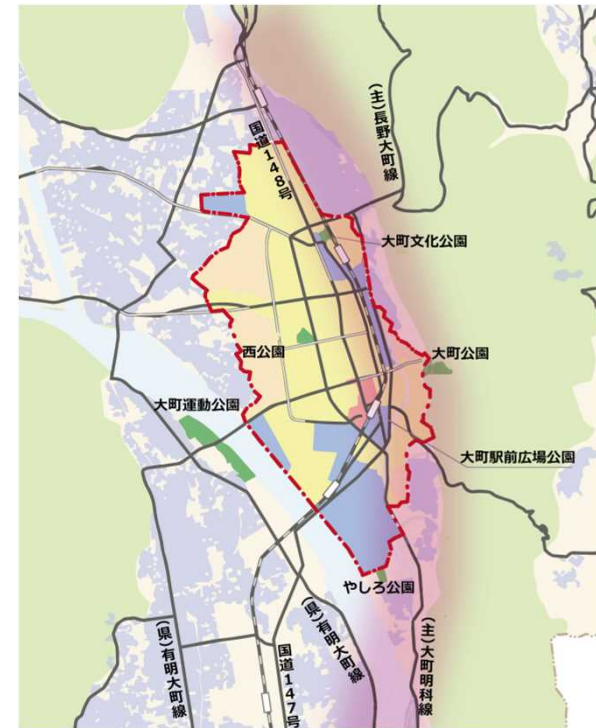 (主)長野大町線
国道148号
大町文化公園
西公園
大町公園
大町運動公園
大町駅前広場公園
やしろ公園
(県)有明大町線
国道147号
(県)有明大町線
(主)大町明科線